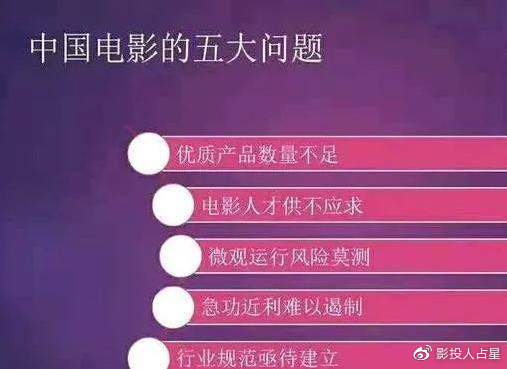 中国电影的五大问题
优质产品数量不足
电影人才供不应求
微观运行风险莫测
急功近利难以遏制
行业规范亟待建立
影投人占星